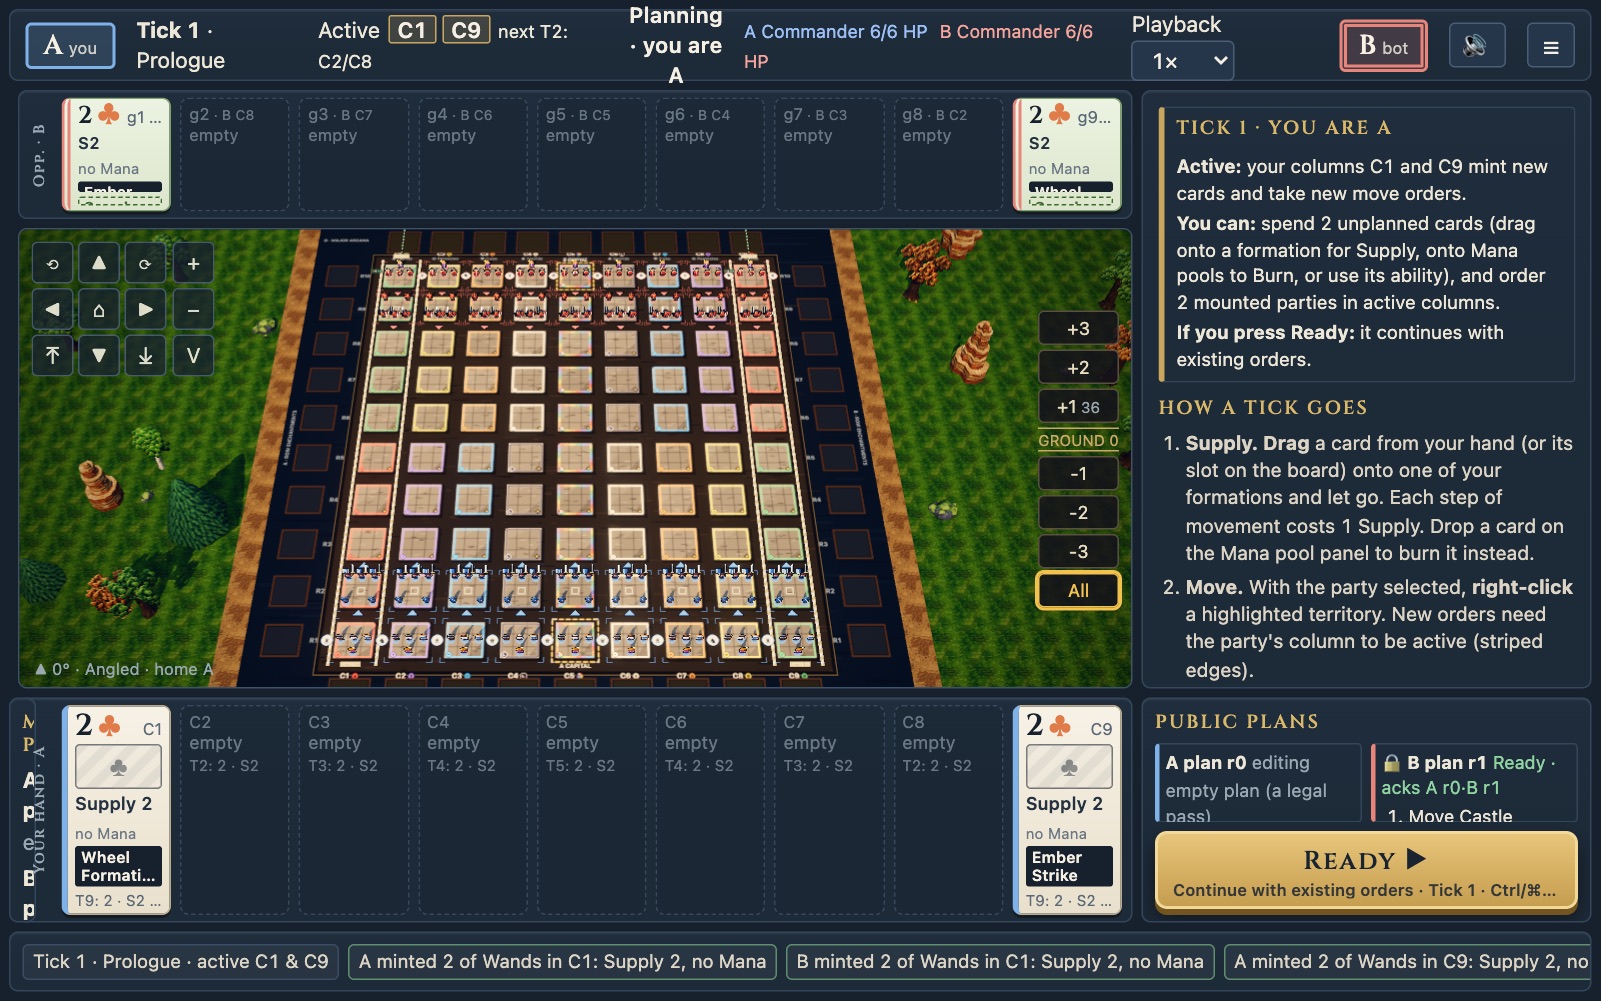 A you
Tick 1 ·
Prologue
Active C1 C9 next T2:
C2/C8
Planning
· you are
A
A Commander 6/6 HP B Commander 6/6
HP
Playback
1×
B bot
OPP. · B
2 ♣ g1 ...
S2
no Mana
g2 · B C8
empty
g3 · B C7
empty
g4 · B C6
empty
g5 · B C5
empty
g6 · B C4
empty
g7 · B C3
empty
g8 · B C2
empty
2 ♣ g9...
S2
no Mana
+3
+2
+1 36
GROUND 0
-1
-2
-3
All
V
A CAPITAL
C1
C2
C3
C4
C5
C6
C7
C8
C9
▲ 0° · Angled · home A
TICK 1 · YOU ARE A
Active: your columns C1 and C9 mint new
cards and take new move orders.
You can: spend 2 unplanned cards (drag
onto a formation for Supply, onto Mana
pools to Burn, or use its ability), and order
2 mounted parties in active columns.
If you press Ready: it continues with
existing orders.
HOW A TICK GOES
1. Supply. Drag a card from your hand (or its
slot on the board) onto one of your
formations and let go. Each step of
movement costs 1 Supply. Drop a card on
the Mana pool panel to burn it instead.
2. Move. With the party selected, right-click
a highlighted territory. New orders need
the party's column to be active (striped
edges).
YOUR HAND · A
2 ♣ C1
Supply 2
no Mana
Wheel
Formati...
T9: 2 · S2 ...
C2
empty
T2: 2 · S2
C3
empty
T3: 2 · S2
C4
empty
T4: 2 · S2
C5
empty
T5: 2 · S2
C6
empty
T4: 2 · S2
C7
empty
T3: 2 · S2
C8
empty
T2: 2 · S2
2 ♣ C9
Supply 2
no Mana
Ember
Strike
T9: 2 · S2 ...
PUBLIC PLANS
A plan r0 editing
empty plan (a legal
pass)
🔒 B plan r1 Ready ·
acks A r0·B r1
1. Move Castle
READY ▶
Continue with existing orders · Tick 1 · Ctrl/⌘...
Tick 1 · Prologue · active C1 & C9
A minted 2 of Wands in C1: Supply 2, no Mana
B minted 2 of Wands in C1: Supply 2, no Mana
A minted 2 of Wands in C9: Supply 2, no